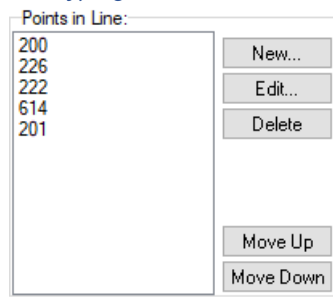 Points in Line:
200
226
222
614
201
New...
Edit...
Delete
Move Up
Move Down